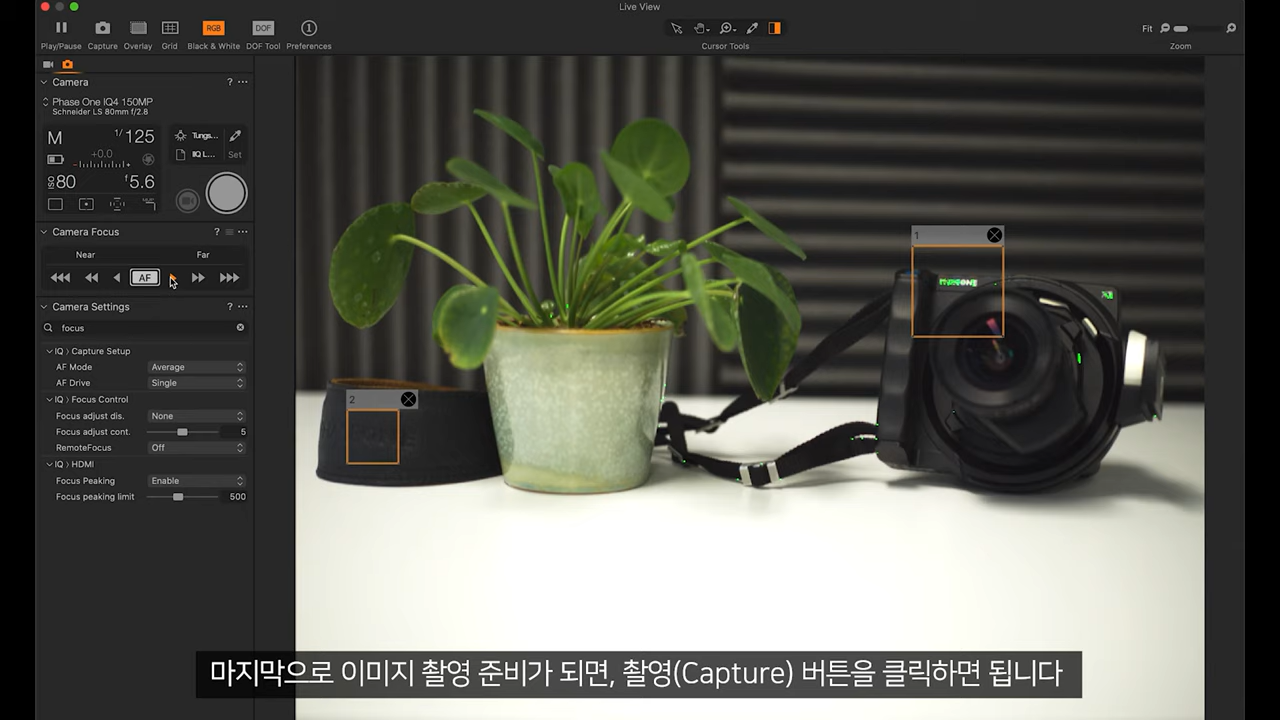 Live View
Play/Pause
Capture
Overlay
Grid
RGB
Black & White
DOF
DOF Tool
1
Preferences
Cursor Tools
Fit
Zoom
Camera
? ...
Phase One IQ4 150MP
Schneider LS 80mm f/2.8
M
1/ 125
Tungs...
+0.0
IQ L...
Set
ISO 80
f5.6
Camera Focus
? ...
Near
Far
AF
Camera Settings
? ...
focus
IQ 〉 Capture Setup
AF Mode Average
AF Drive Single
IQ 〉 Focus Control
Focus adjust dis. None
Focus adjust cont. 5
RemoteFocus Off
IQ 〉 HDMI
Focus Peaking Enable
Focus peaking limit 500
1
2
마지막으로 이미지 촬영 준비가 되면, 촬영(Capture) 버튼을 클릭하면 됩니다